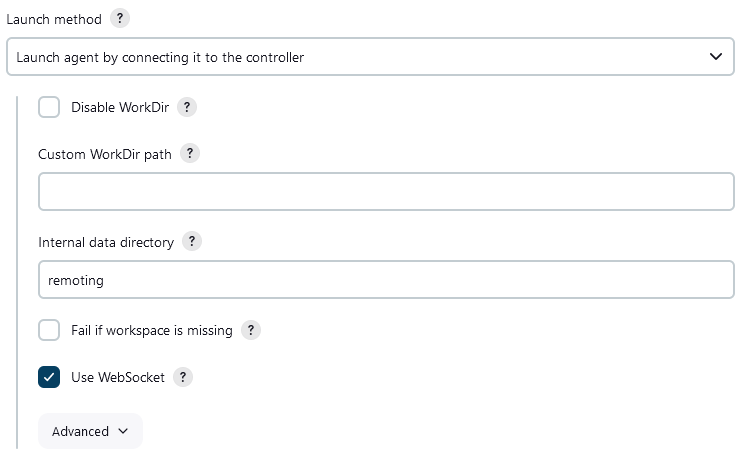 Launch method ?
Launch agent by connecting it to the controller
Disable WorkDir ?
Custom WorkDir path ?
Internal data directory ?
remoting
Fail if workspace is missing ?
Use WebSocket ?
Advanced